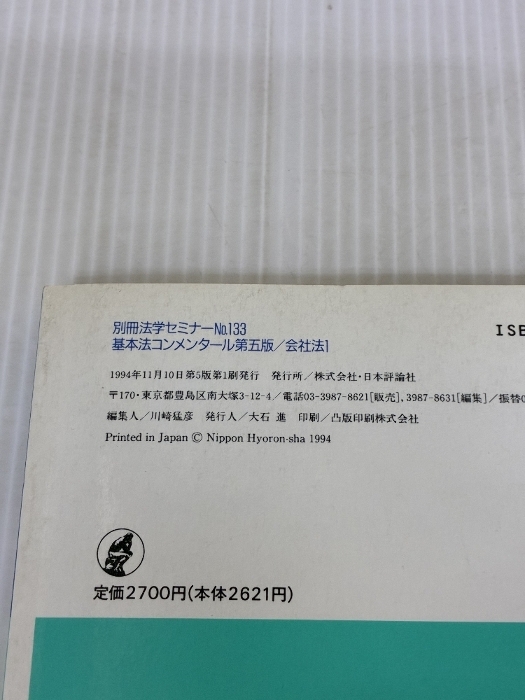 別冊法学セミナーNo.133
基本法コンメンタール第五版/会社法1
ISB
1994年11月10日第5版第1刷発行 発行所/株式会社・日本評論社
〒170・東京都豊島区南大塚3-12-4/電話03-3987-8621[販売], 3987-8631[編集]/振替0
編集人/川﨑猛彦 発行人/大石 進 印刷/凸版印刷株式会社
Printed in Japan © Nippon Hyoron-sha 1994
定価2700円(本体2621円)